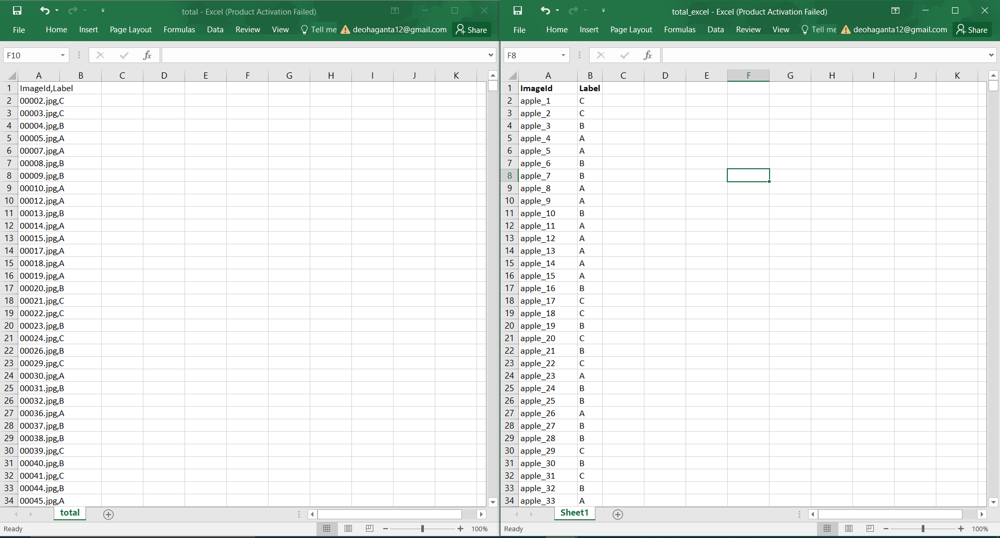 total - Excel (Product Activation Failed)
File Home Insert Page Layout Formulas Data Review View Tell me deohaganta12@gmail.com Share
F10 fx
A B C D E F G H I J K
1 ImageId,Label
2 00002.jpg,C
3 00003.jpg,C
4 00004.jpg,B
5 00005.jpg,A
6 00007.jpg,A
7 00008.jpg,B
8 00009.jpg,B
9 00010.jpg,A
10 00012.jpg,A
11 00013.jpg,B
12 00014.jpg,A
13 00015.jpg,A
14 00017.jpg,A
15 00018.jpg,A
16 00019.jpg,A
17 00020.jpg,B
18 00021.jpg,C
19 00022.jpg,C
20 00023.jpg,B
21 00024.jpg,C
22 00026.jpg,B
23 00029.jpg,C
24 00030.jpg,A
25 00031.jpg,B
26 00032.jpg,B
27 00036.jpg,A
28 00037.jpg,B
29 00038.jpg,B
30 00039.jpg,C
31 00040.jpg,B
32 00041.jpg,C
33 00044.jpg,B
34 00045.jpg,A
total
Ready 100%
total_excel - Excel (Product Activation Failed)
File Home Insert Page Layout Formulas Data Review View Tell me deohaganta12@gmail.com Share
F8 fx
A B C D E F G H I J K
1 ImageId Label
2 apple_1 C
3 apple_2 C
4 apple_3 B
5 apple_4 A
6 apple_5 A
7 apple_6 B
8 apple_7 B
9 apple_8 A
10 apple_9 A
11 apple_10 B
12 apple_11 A
13 apple_12 A
14 apple_13 A
15 apple_14 A
16 apple_15 A
17 apple_16 B
18 apple_17 C
19 apple_18 C
20 apple_19 B
21 apple_20 C
22 apple_21 B
23 apple_22 C
24 apple_23 A
25 apple_24 B
26 apple_25 B
27 apple_26 A
28 apple_27 B
29 apple_28 B
30 apple_29 C
31 apple_30 B
32 apple_31 C
33 apple_32 B
34 apple_33 A
Sheet1
Ready 100%